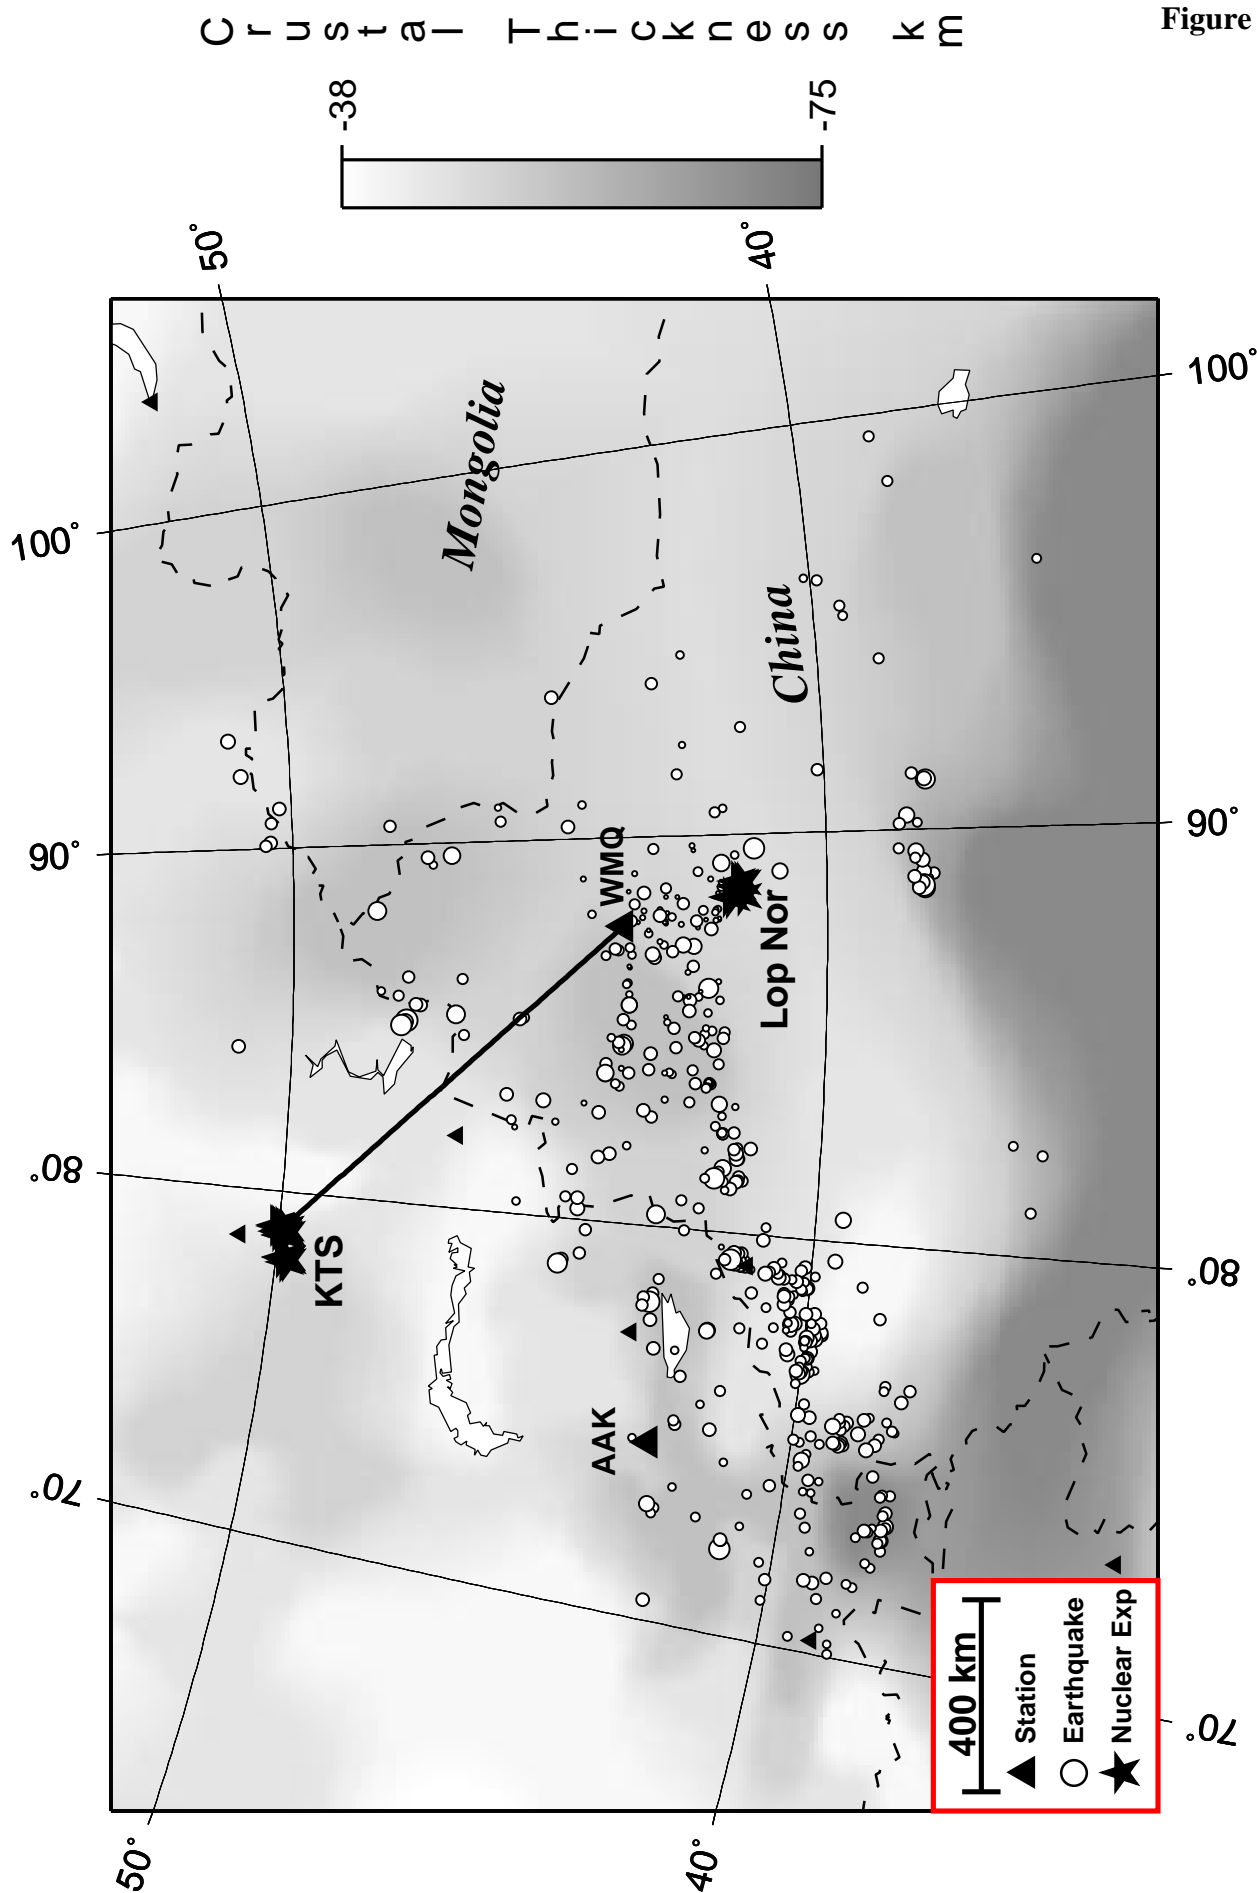 Figure
Crustal Thickness km
-38
-75
50°
40°
100°
100°
90°
90°
80°
80°
70°
70°
50°
40°
Mongolia
China
WMQ
Lop Nor
KTS
AAK
400 km
Station
Earthquake
Nuclear Exp